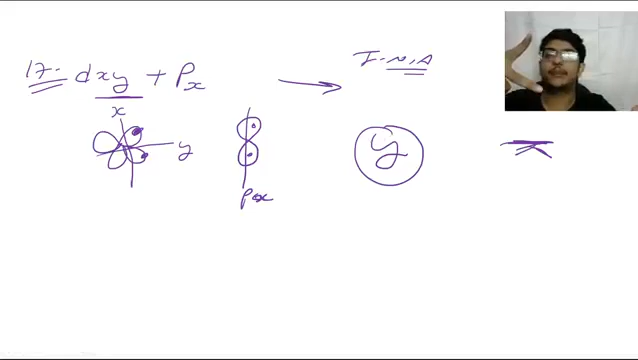 17. dxy + Px → I.N.A
x
y
y
Px